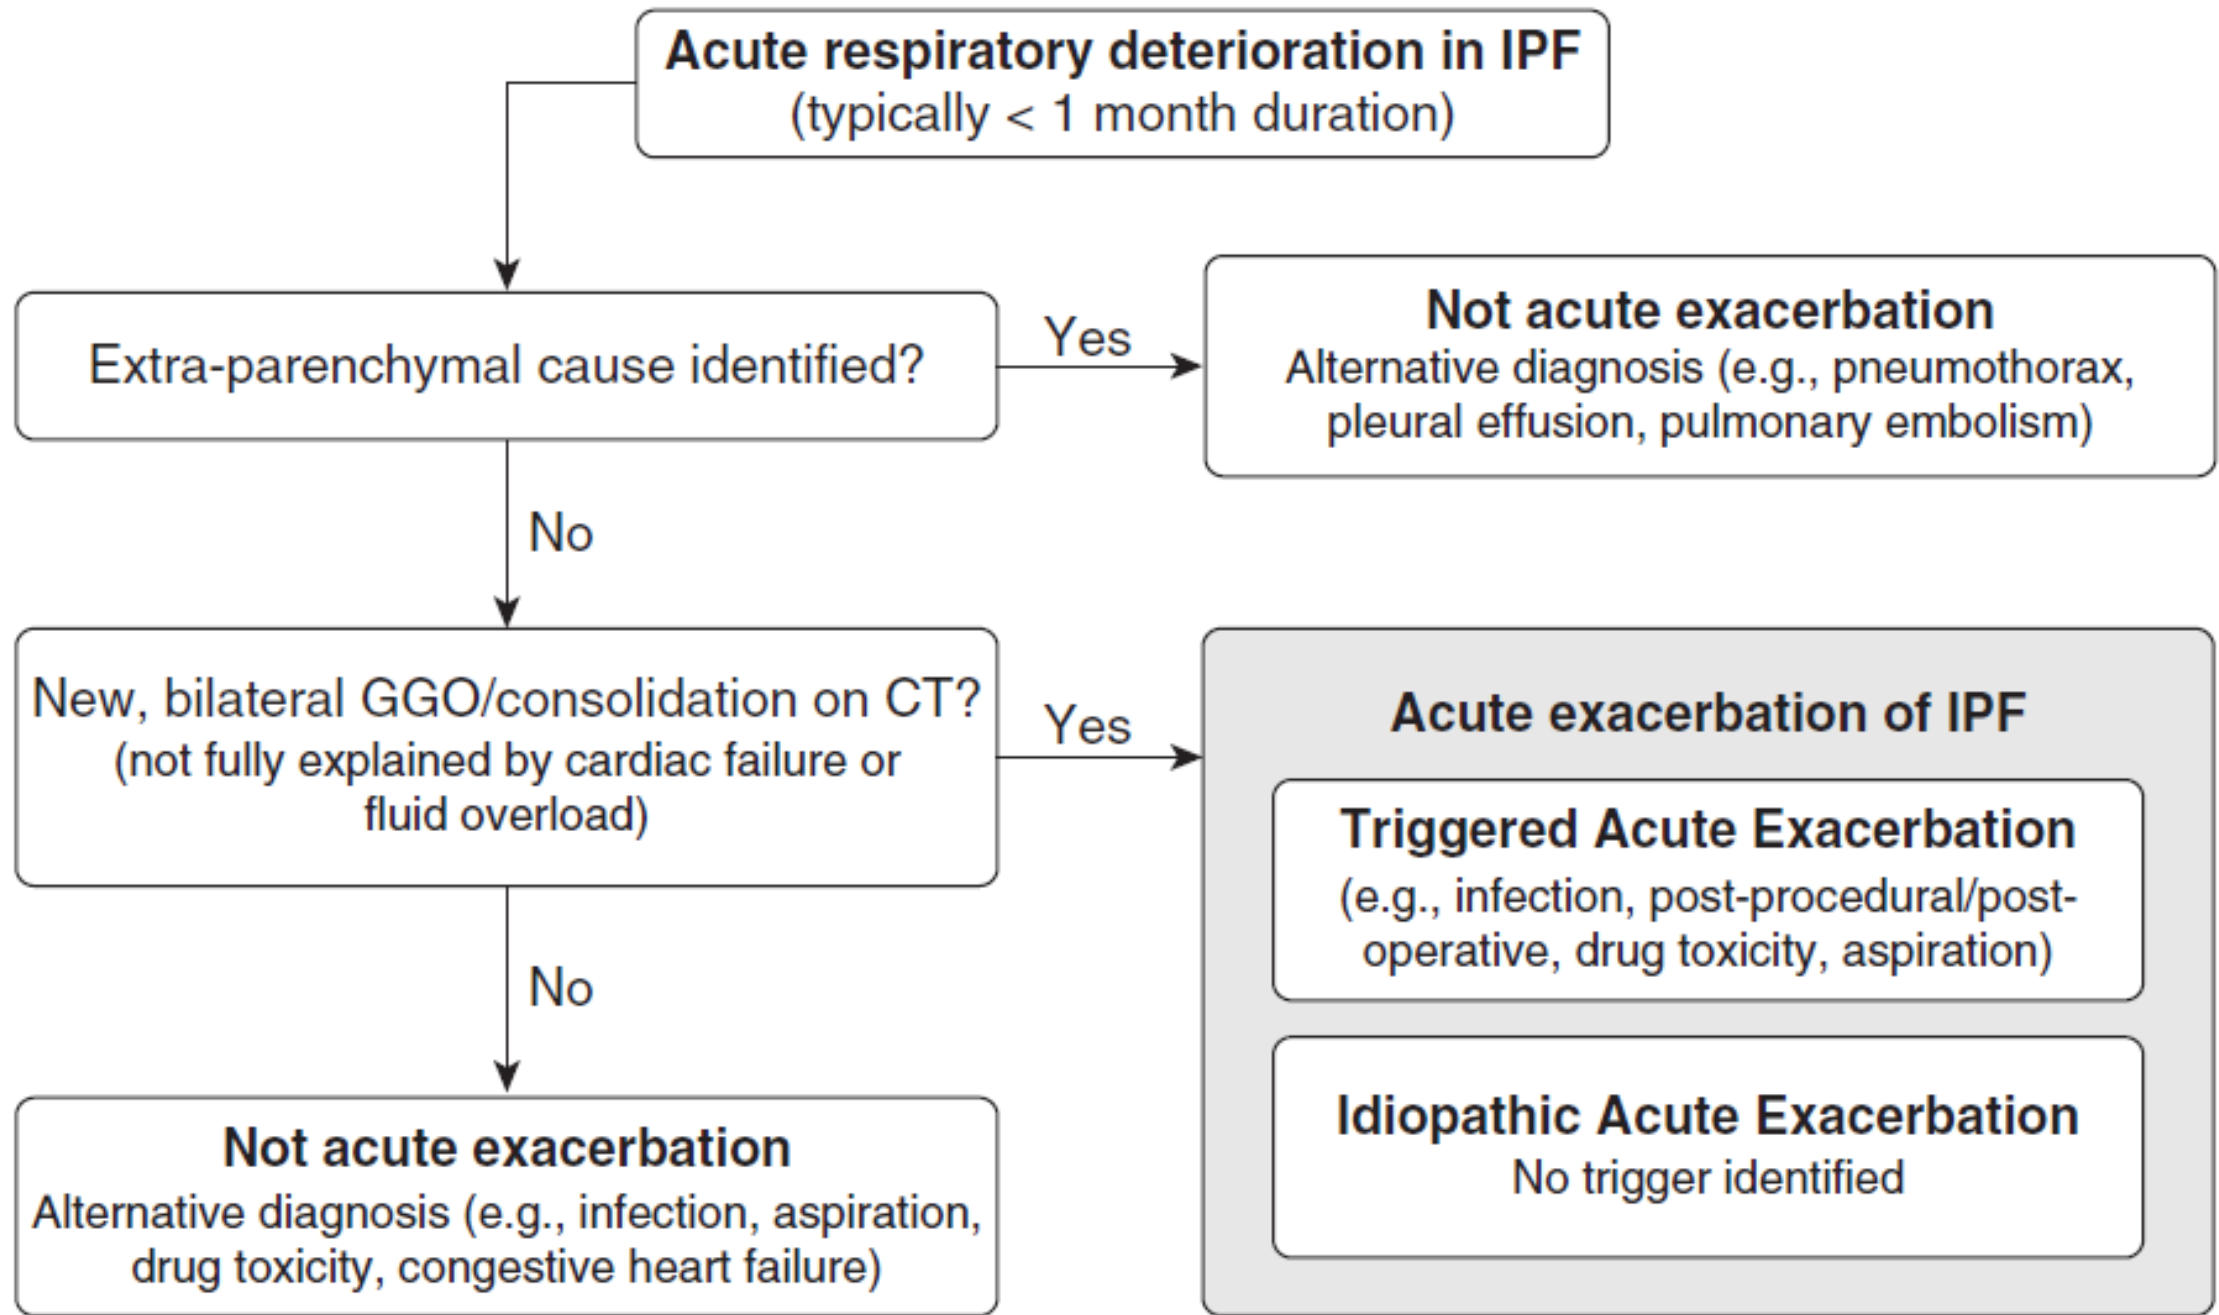 Acute respiratory deterioration in IPF
(typically < 1 month duration)
Extra-parenchymal cause identified?
Yes
Not acute exacerbation
Alternative diagnosis (e.g., pneumothorax,
pleural effusion, pulmonary embolism)
No
New, bilateral GGO/consolidation on CT?
(not fully explained by cardiac failure or
fluid overload)
Yes
Acute exacerbation of IPF
Triggered Acute Exacerbation
(e.g., infection, post-procedural/post-
operative, drug toxicity, aspiration)
Idiopathic Acute Exacerbation
No trigger identified
No
Not acute exacerbation
Alternative diagnosis (e.g., infection, aspiration,
drug toxicity, congestive heart failure)